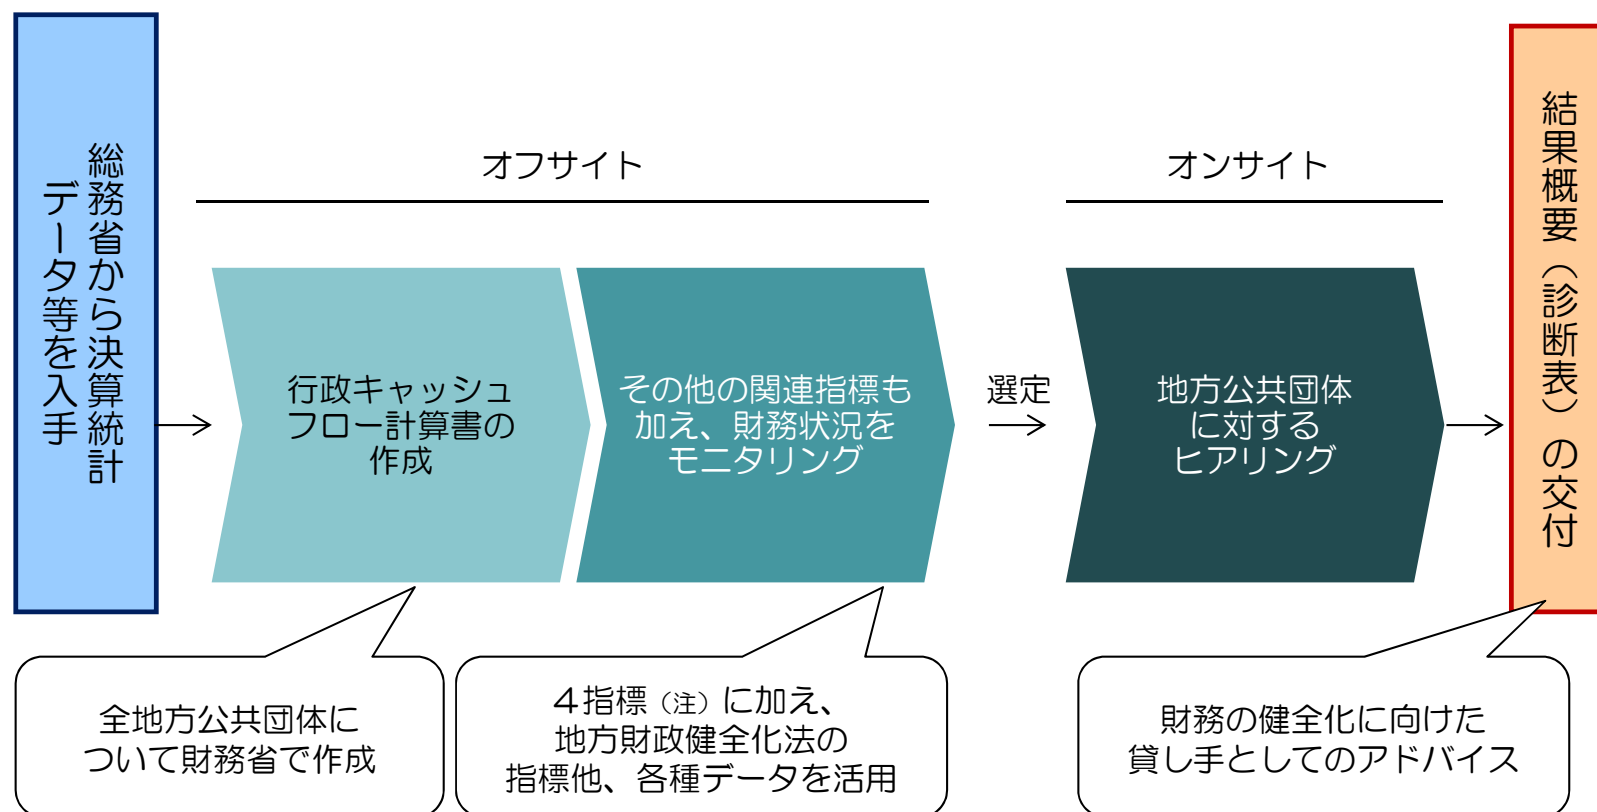 総務省から決算統計
データ等を入手
オフサイト
行政キャッシュ
フロー計算書の
作成
その他の関連指標も
加え、財務状況を
モニタリング
選定
オンサイト
地方公共団体
に対する
ヒアリング
結果概要（診断表）の交付
全地方公共団体に
ついて財務省で作成
４指標（注）に加え、
地方財政健全化法の
指標他、各種データを活用
財務の健全化に向けた
貸し手としてのアドバイス